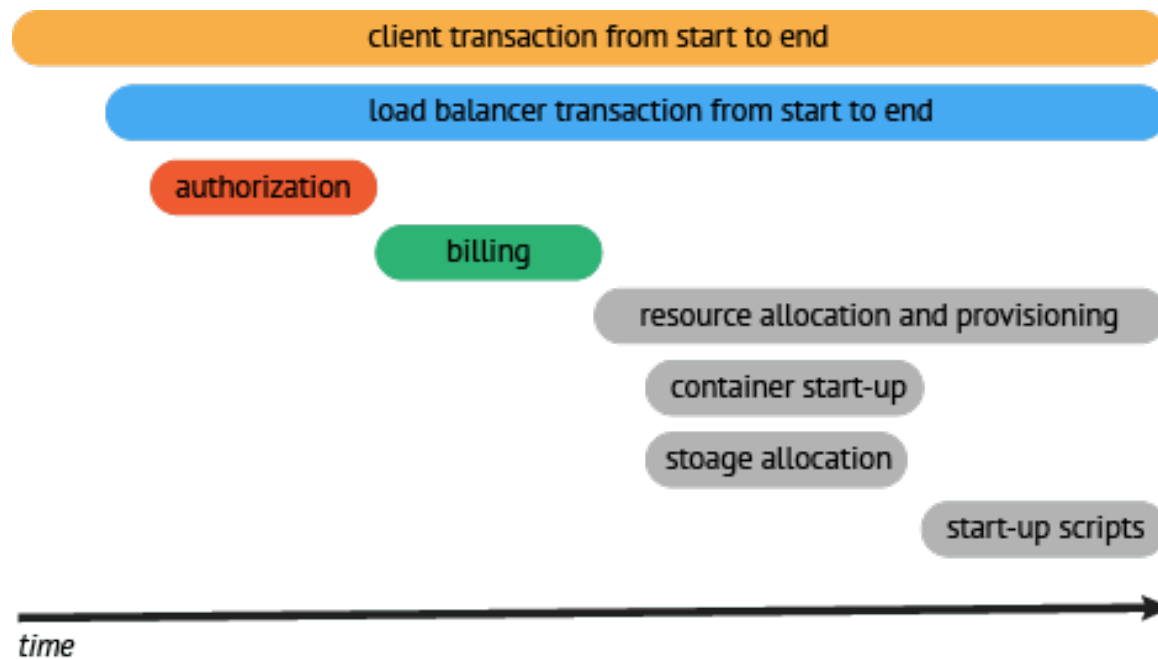 client transaction from start to end
load balancer transaction from start to end
authorization
billing
resource allocation and provisioning
container start-up
stoage allocation
start-up scripts
time